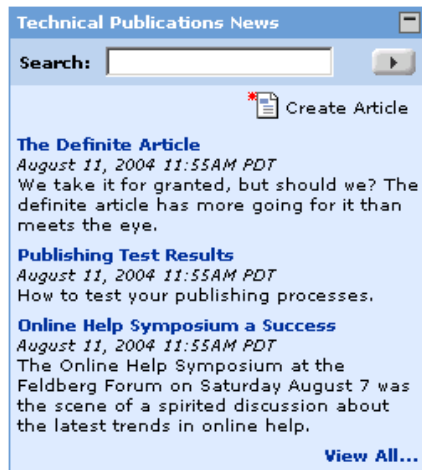 Technical Publications News
Search:
Create Article
The Definite Article
August 11, 2004 11:55AM PDT
We take it for granted, but should we? The
definite article has more going for it than
meets the eye.
Publishing Test Results
August 11, 2004 11:55AM PDT
How to test your publishing processes.
Online Help Symposium a Success
August 11, 2004 11:55AM PDT
The Online Help Symposium at the
Feldberg Forum on Saturday August 7 was
the scene of a spirited discussion about
the latest trends in online help.
View All...